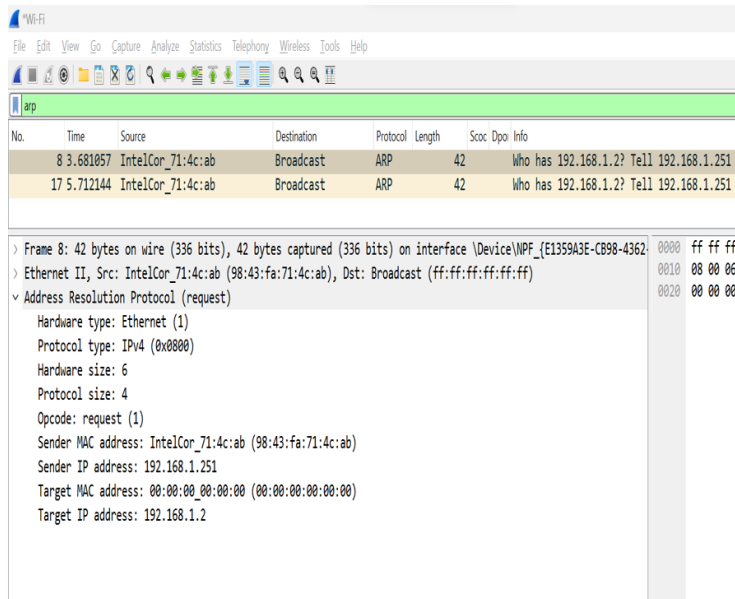 *Wi-Fi
File Edit View Go Capture Analyze Statistics Telephony Wireless Tools Help
arp
No. Time Source Destination Protocol Length Scoc Dpo Info
8 3.681057 IntelCor_71:4c:ab Broadcast ARP 42 Who has 192.168.1.2? Tell 192.168.1.251
17 5.712144 IntelCor_71:4c:ab Broadcast ARP 42 Who has 192.168.1.2? Tell 192.168.1.251
Frame 8: 42 bytes on wire (336 bits), 42 bytes captured (336 bits) on interface \Device\NPF_{E1359A3E-CB98-4362-
Ethernet II, Src: IntelCor_71:4c:ab (98:43:fa:71:4c:ab), Dst: Broadcast (ff:ff:ff:ff:ff:ff)
Address Resolution Protocol (request)
Hardware type: Ethernet (1)
Protocol type: IPv4 (0x0800)
Hardware size: 6
Protocol size: 4
Opcode: request (1)
Sender MAC address: IntelCor_71:4c:ab (98:43:fa:71:4c:ab)
Sender IP address: 192.168.1.251
Target MAC address: 00:00:00_00:00:00 (00:00:00:00:00:00)
Target IP address: 192.168.1.2
0000 ff ff ff
0010 08 00 06
0020 00 00 00